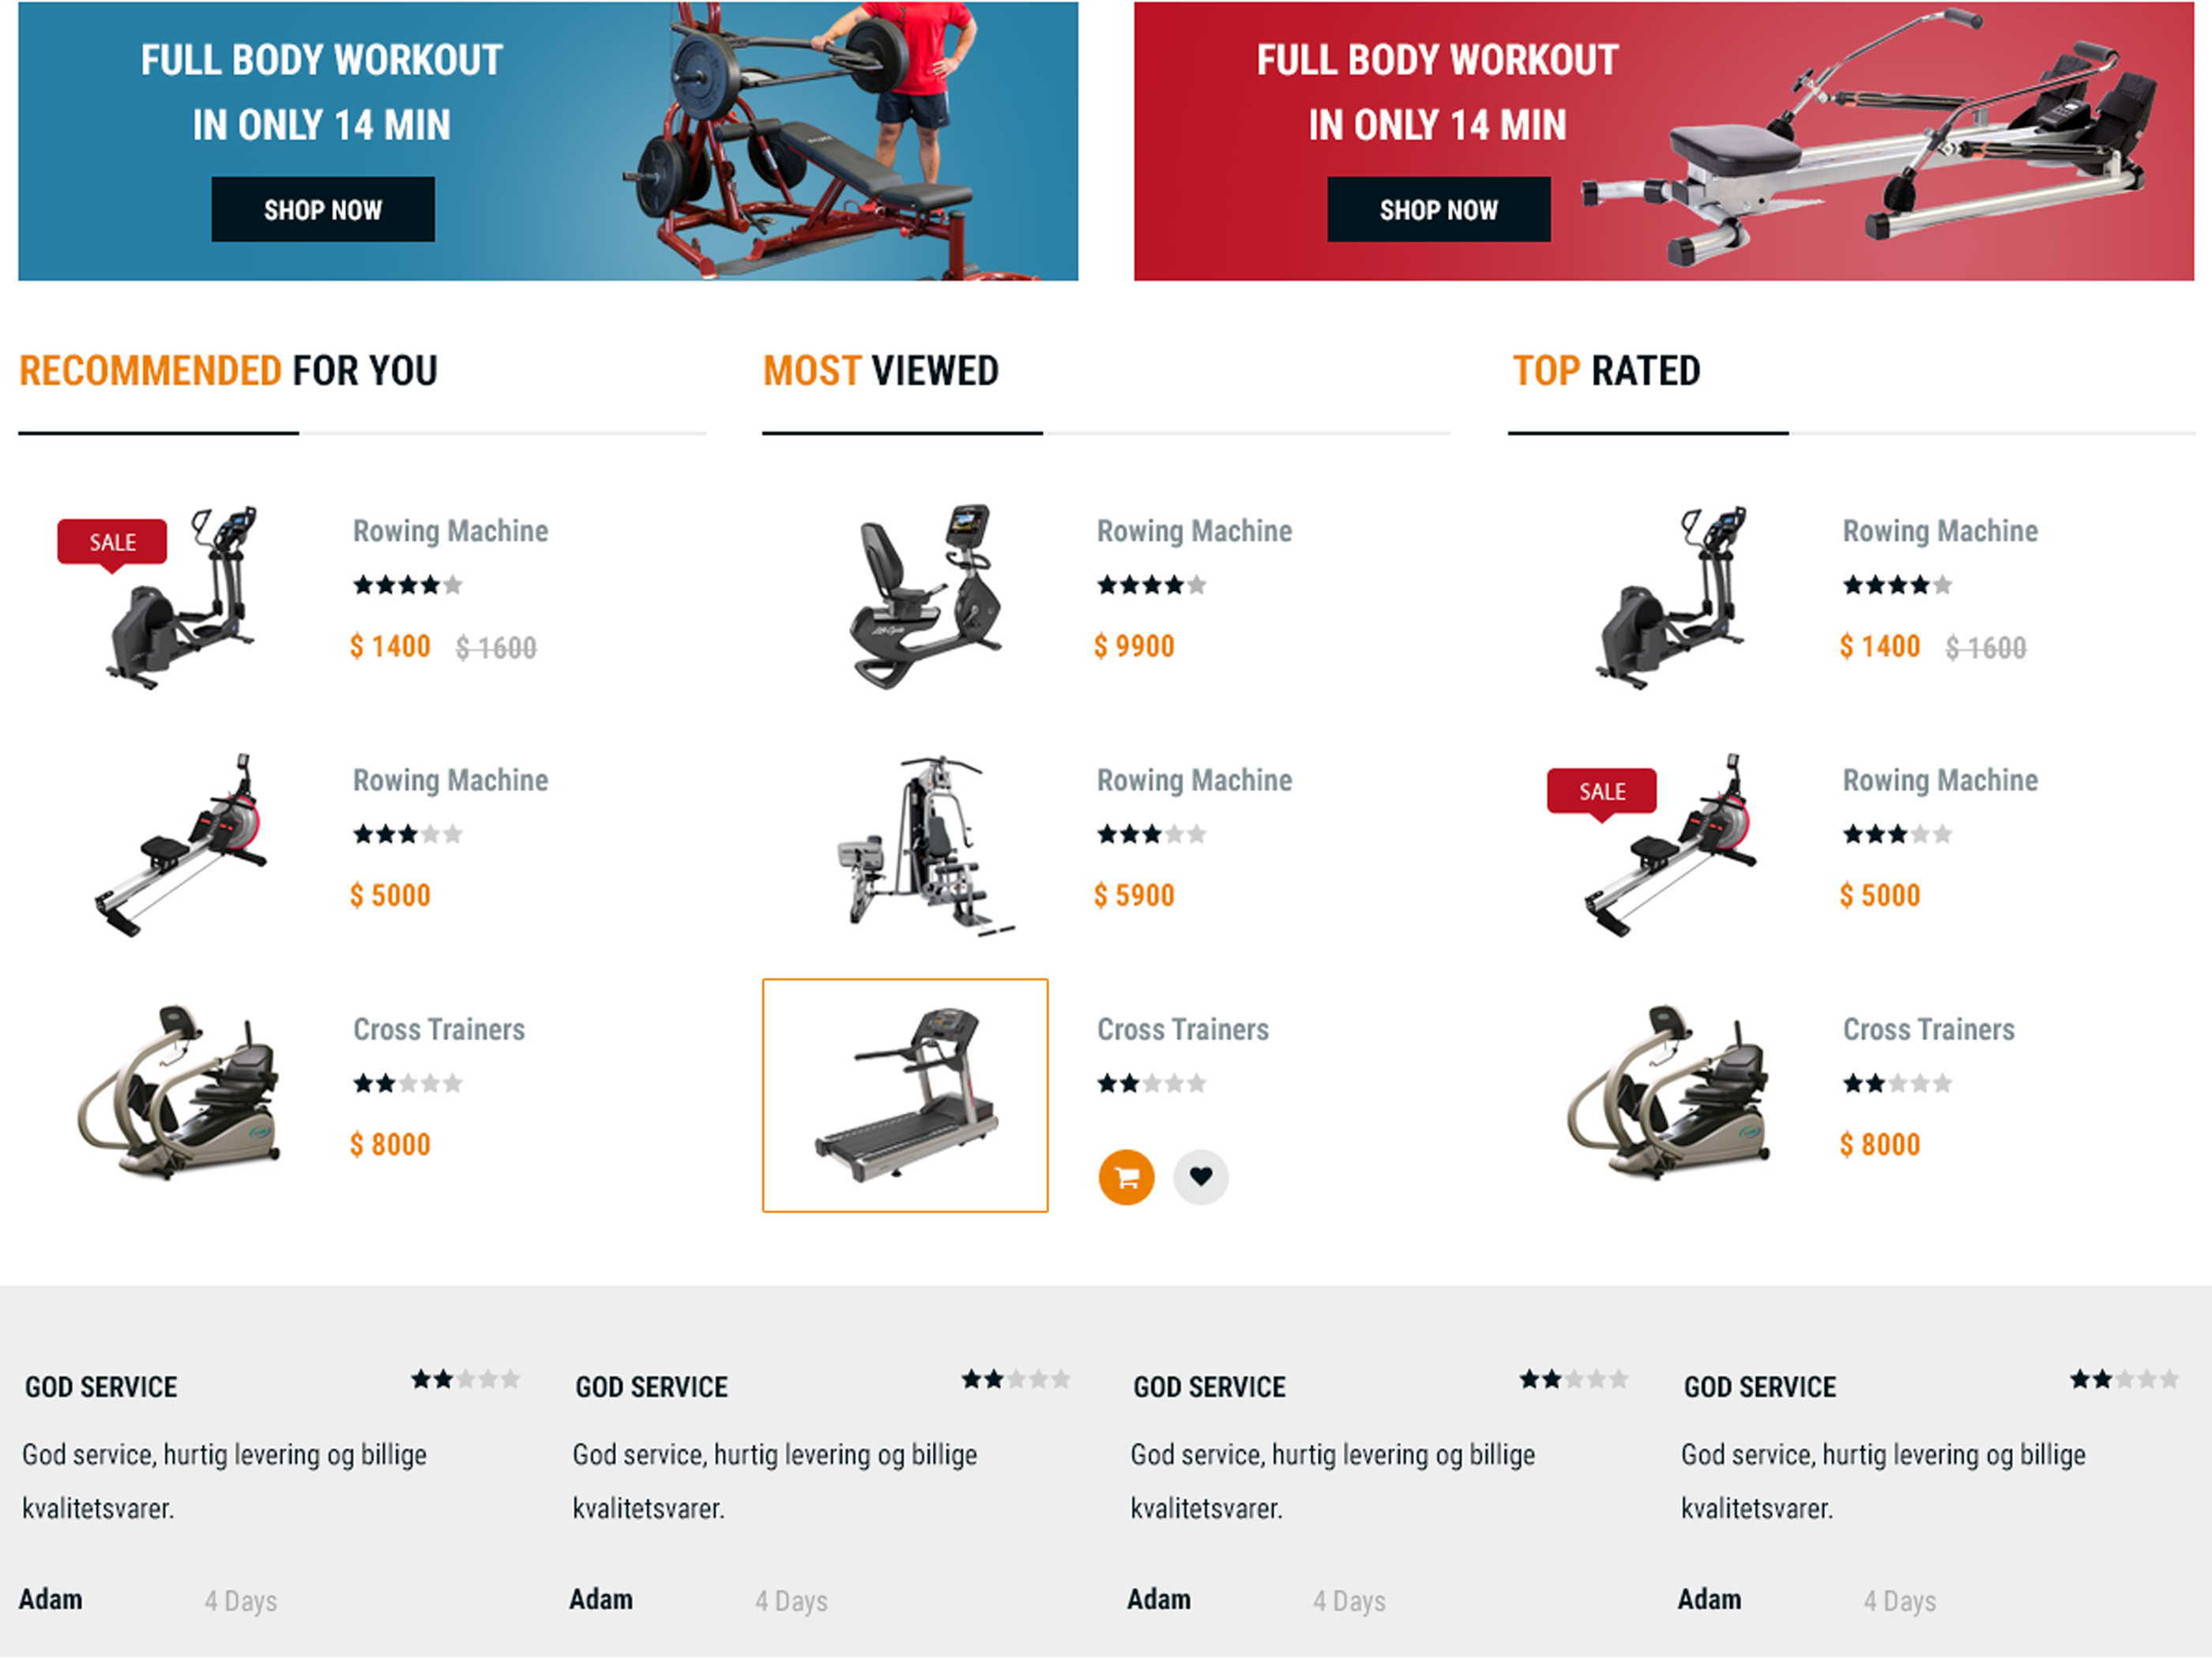 FULL BODY WORKOUT
IN ONLY 14 MIN
SHOP NOW
FULL BODY WORKOUT
IN ONLY 14 MIN
SHOP NOW
RECOMMENDED FOR YOU
SALE
Rowing Machine
$ 1400 $ 1600
Rowing Machine
$ 5000
Cross Trainers
$ 8000
MOST VIEWED
Rowing Machine
$ 9900
Rowing Machine
$ 5900
Cross Trainers
TOP RATED
Rowing Machine
$ 1400 $ 1600
SALE
Rowing Machine
$ 5000
Cross Trainers
$ 8000
GOD SERVICE
God service, hurtig levering og billige
kvalitetsvarer.
Adam 4 Days
GOD SERVICE
God service, hurtig levering og billige
kvalitetsvarer.
Adam 4 Days
GOD SERVICE
God service, hurtig levering og billige
kvalitetsvarer.
Adam 4 Days
GOD SERVICE
God service, hurtig levering og billige
kvalitetsvarer.
Adam 4 Days